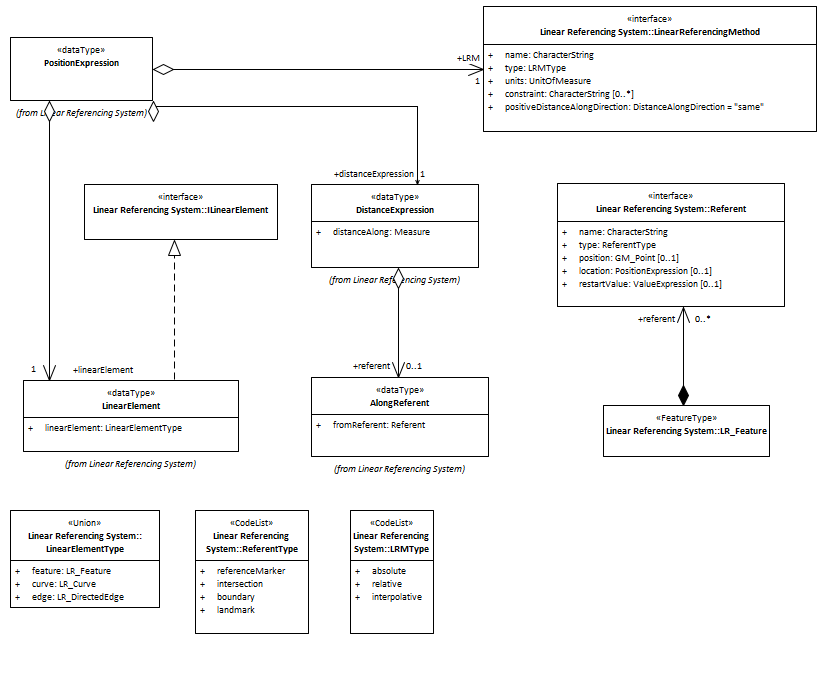 «dataType»
PositionExpression
(from Linear Referencing System)
+LRM
1
«interface»
Linear Referencing System::LinearReferencingMethod
+ name: CharacterString
+ type: LRMType
+ units: UnitOfMeasure
+ constraint: CharacterString [0..*]
+ positiveDistanceAlongDirection: DistanceAlongDirection = "same"
+distanceExpression 1
«interface»
Linear Referencing System::ILinearElement
«dataType»
DistanceExpression
+ distanceAlong: Measure
(from Linear Referencing System)
«interface»
Linear Referencing System::Referent
+ name: CharacterString
+ type: ReferentType
+ position: GM_Point [0..1]
+ location: PositionExpression [0..1]
+ restartValue: ValueExpression [0..1]
+referent 0..*
1 +linearElement
+referent 0..1
«dataType»
LinearElement
+ linearElement: LinearElementType
(from Linear Referencing System)
«dataType»
AlongReferent
+ fromReferent: Referent
(from Linear Referencing System)
«FeatureType»
Linear Referencing System::LR_Feature
«Union»
Linear Referencing System::
LinearElementType
+ feature: LR_Feature
+ curve: LR_Curve
+ edge: LR_DirectedEdge
«CodeList»
Linear Referencing
System::ReferentType
+ referenceMarker
+ intersection
+ boundary
+ landmark
«CodeList»
Linear Referencing
System::LRMType
+ absolute
+ relative
+ interpolative